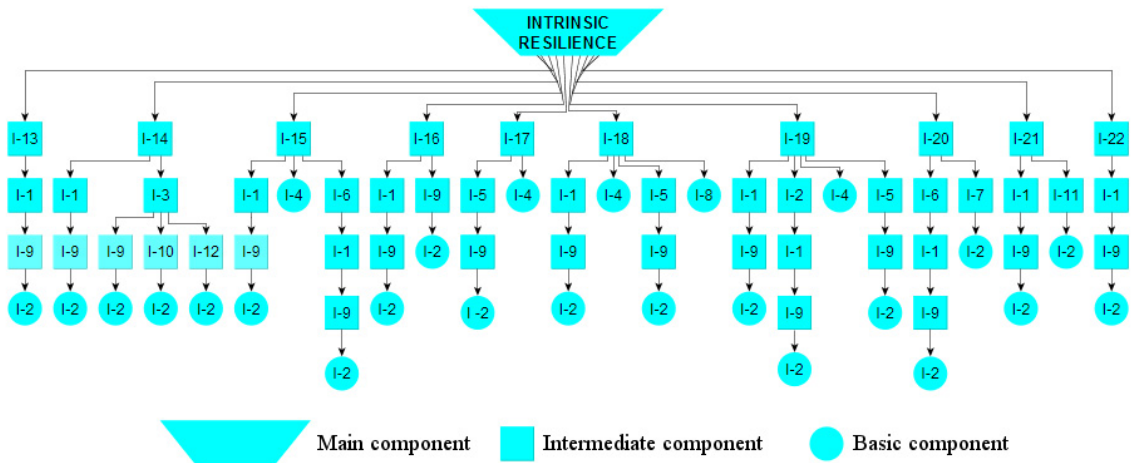 INTRINSIC
RESILIENCE
I-13 I-14 I-15 I-16 I-17 I-18 I-19 I-20 I-21 I-22
I-1 I-1 I-3 I-1 I-4 I-6 I-1 I-9 I-5 I-4 I-1 I-4 I-5 I-8 I-1 I-2 I-4 I-5 I-6 I-7 I-1 I-11 I-1
I-9 I-9 I-9 I-10 I-12 I-9 I-1 I-9 I-2 I-9 I-9 I-9 I-9 I-1 I-9 I-1 I-2 I-9 I-2 I-9
I-2 I-2 I-2 I-2 I-2 I-2 I-9 I-2 I -2 I-2 I-2 I-2 I-9 I-2 I-9 I-2 I-2
I-2 I-2 I-2
Main component Intermediate component Basic component